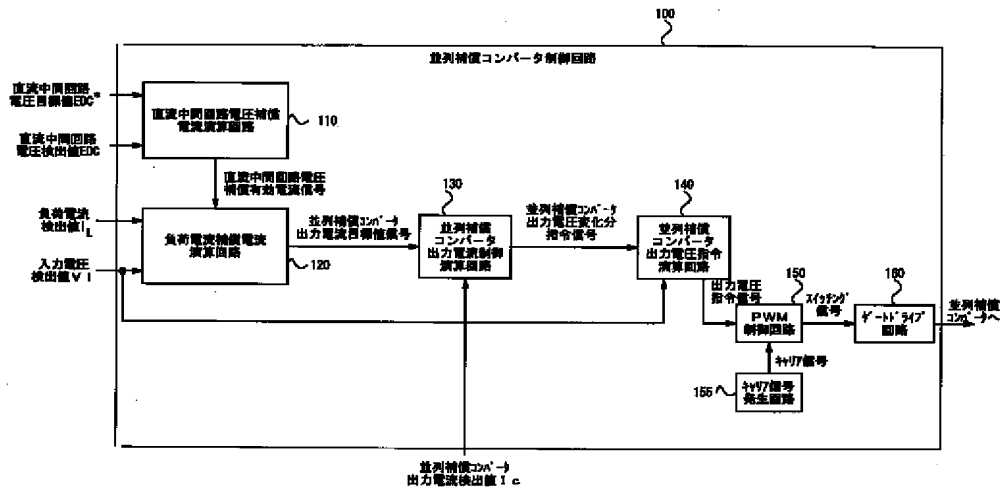 100
並列補償コンバータ制御回路
直流中間回路
電圧目標値EDC*
直流中間回路
電圧検出値EDC
直流中間回路電圧補償
電流演算回路
110
直流中間回路電圧
補償有効電流信号
負荷電流
検出値IL
入力電圧
検出値VI
負荷電流補償電流
演算回路
120
並列補償ｺﾝﾊﾞｰﾀ
出力電流目標値信号
130
並列補償
コンバータ
出力電流制御
演算回路
並列補償ｺﾝﾊﾞｰﾀ
出力電圧変化分
指令信号
140
並列補償
コンバータ
出力電圧指令
演算回路
出力電圧
指令信号
150
PWM
制御回路
ｽｲｯﾁﾝｸﾞ
信号
160
ｹﾞｰﾄﾄﾞﾗｲﾌﾞ
回路
並列補償
ｺﾝﾊﾞｰﾀへ
ｷｬﾘｱ信号
155
ｷｬﾘｱ信号
発生回路
並列補償ｺﾝﾊﾞｰﾀ
出力電流検出値Ic